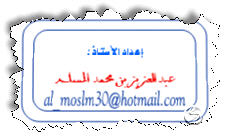 إعداد الأستاذ :
عبدالعزيز بن محمد المسلم
al_moslm30@hotmail.com